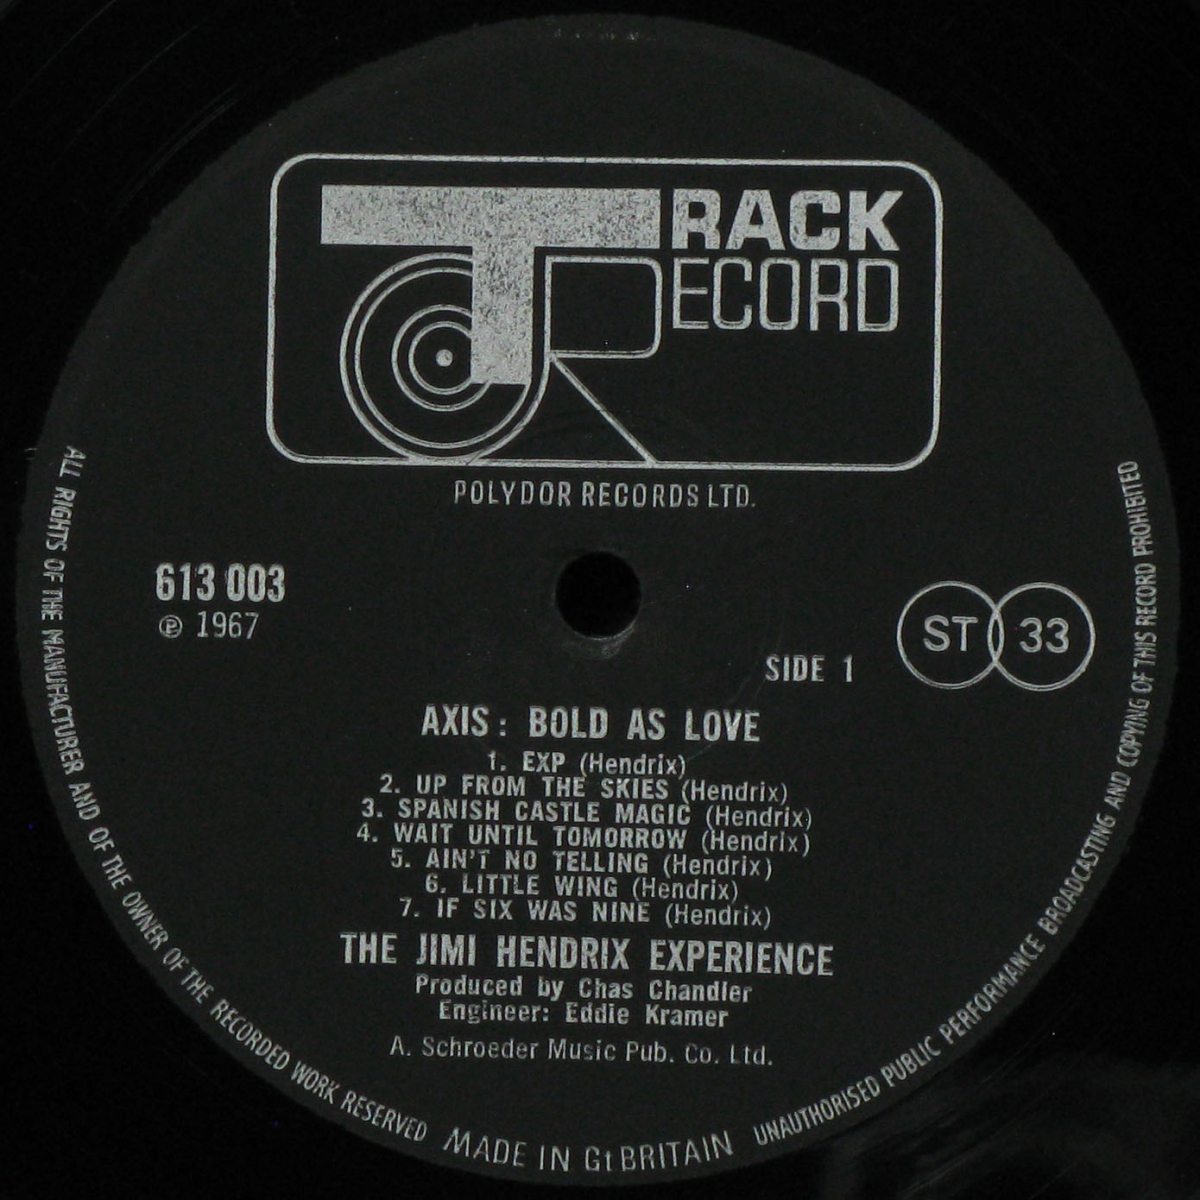 TRACK
RECORD
POLYDOR RECORDS LTD.
613 003
℗ 1967
ST 33
SIDE 1
AXIS: BOLD AS LOVE
1. EXP (Hendrix)
2. UP FROM THE SKIES (Hendrix)
3. SPANISH CASTLE MAGIC (Hendrix)
4. WAIT UNTIL TOMORROW (Hendrix)
5. AIN'T NO TELLING (Hendrix)
6. LITTLE WING (Hendrix)
7. IF SIX WAS NINE (Hendrix)
THE JIMI HENDRIX EXPERIENCE
Produced by Chas Chandler
Engineer: Eddie Kramer
A. Schroeder Music Pub. Co. Ltd.
ALL RIGHTS OF THE MANUFACTURER AND OF THE OWNER OF THE RECORDED WORK RESERVED
MADE IN Gt BRITAIN
UNAUTHORISED PUBLIC PERFORMANCE BROADCASTING AND COPYING OF THIS RECORD PROHIBITED